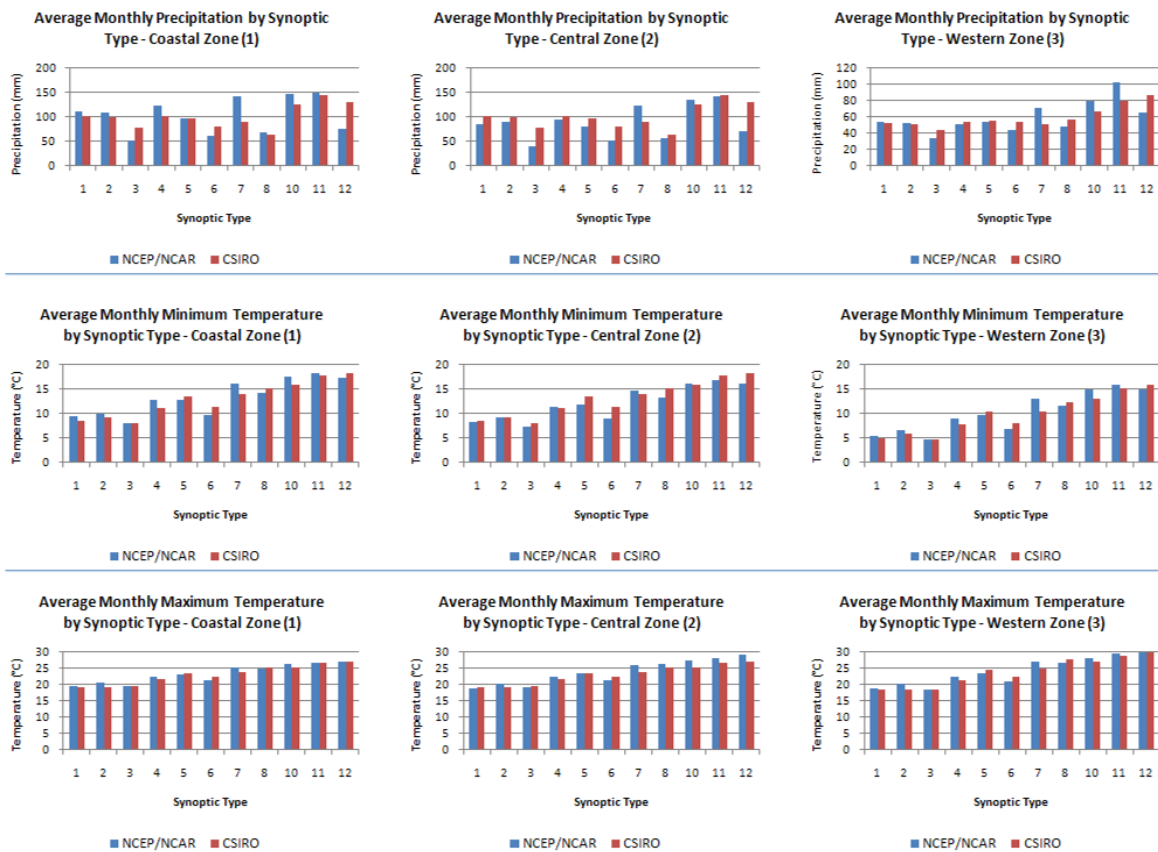 Average Monthly Precipitation by Synoptic
Type - Coastal Zone (1)
Precipitation (mm)
200
150
100
50
0
1 2 3 4 5 6 7 8 10 11 12
Synoptic Type
NCEP/NCAR CSIRO
Average Monthly Precipitation by Synoptic
Type - Central Zone (2)
Precipitation (mm)
200
150
100
50
0
1 2 3 4 5 6 7 8 10 11 12
Synoptic Type
NCEP/NCAR CSIRO
Average Monthly Precipitation by Synoptic
Type - Western Zone (3)
Precipitation (mm)
120
100
80
60
40
20
0
1 2 3 4 5 6 7 8 10 11 12
Synoptic Type
NCEP/NCAR CSIRO
Average Monthly Minimum Temperature
by Synoptic Type - Coastal Zone (1)
Temperature (°C)
20
15
10
5
0
1 2 3 4 5 6 7 8 10 11 12
Synoptic Type
NCEP/NCAR CSIRO
Average Monthly Minimum Temperature
by Synoptic Type - Central Zone (2)
Temperature (°C)
20
15
10
5
0
1 2 3 4 5 6 7 8 10 11 12
Synoptic Type
NCEP/NCAR CSIRO
Average Monthly Minimum Temperature
by Synoptic Type - Western Zone (3)
Temperature (°C)
20
15
10
5
0
1 2 3 4 5 6 7 8 10 11 12
Synoptic Type
NCEP/NCAR CSIRO
Average Monthly Maximum Temperature
by Synoptic Type - Coastal Zone (1)
Temperature (°C)
30
25
20
15
10
5
0
1 2 3 4 5 6 7 8 10 11 12
Synoptic Type
NCEP/NCAR CSIRO
Average Monthly Maximum Temperature
by Synoptic Type - Central Zone (2)
Temperature (°C)
30
25
20
15
10
5
0
1 2 3 4 5 6 7 8 10 11 12
Synoptic Type
NCEP/NCAR CSIRO
Average Monthly Maximum Temperature
by Synoptic Type - Western Zone (3)
Temperature (°C)
30
25
20
15
10
5
0
1 2 3 4 5 6 7 8 10 11 12
Synoptic Type
NCEP/NCAR CSIRO